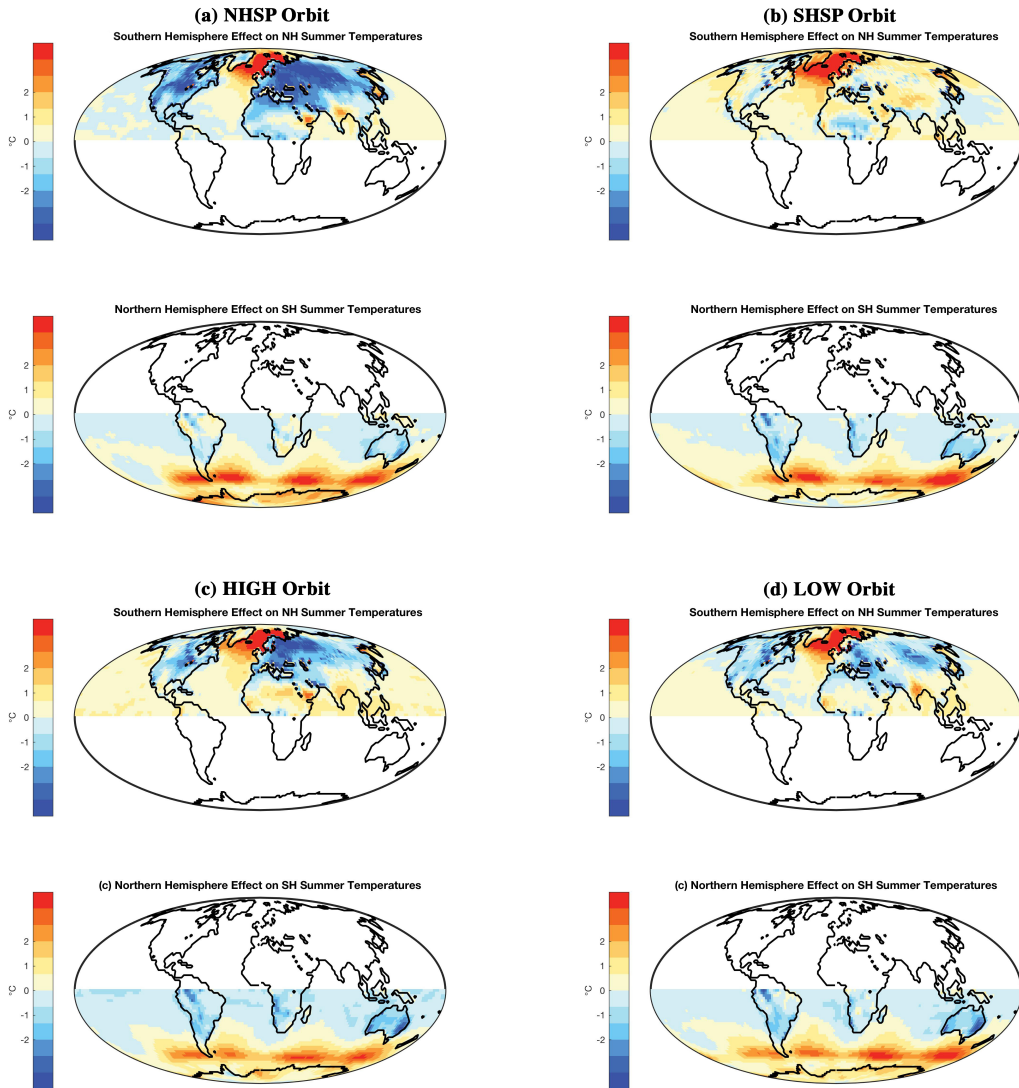 (a) NHSP Orbit
Southern Hemisphere Effect on NH Summer Temperatures
2
1
0
-1
-2
°C
Northern Hemisphere Effect on SH Summer Temperatures
2
1
0
-1
-2
°C
(b) SHSP Orbit
Southern Hemisphere Effect on NH Summer Temperatures
2
1
0
-1
-2
°C
Northern Hemisphere Effect on SH Summer Temperatures
2
1
0
-1
-2
°C
(c) HIGH Orbit
Southern Hemisphere Effect on NH Summer Temperatures
2
1
0
-1
-2
°C
(c) Northern Hemisphere Effect on SH Summer Temperatures
2
1
0
-1
-2
°C
(d) LOW Orbit
Southern Hemisphere Effect on NH Summer Temperatures
2
1
0
-1
-2
°C
(c) Northern Hemisphere Effect on SH Summer Temperatures
2
1
0
-1
-2
°C